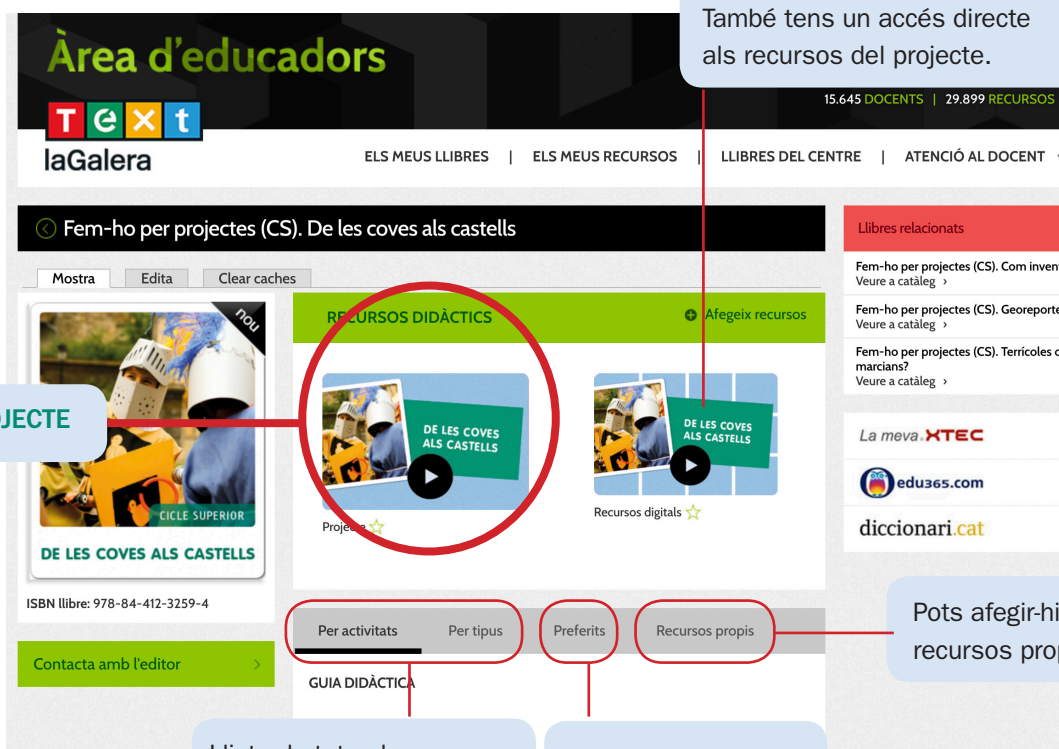 També tens un accés directe
als recursos del projecte.
Àrea d'educadors
15.645 DOCENTS | 29.899 RECURSOS
Text
laGalera
ELS MEUS LLIBRES | ELS MEUS RECURSOS | LLIBRES DEL CENTRE | ATENCIÓ AL DOCENT
Fem-ho per projectes (CS). De les coves als castells
Mostra Edita Clear caches
nou
CICLE SUPERIOR
DE LES COVES ALS CASTELLS
ISBN llibre: 978-84-412-3259-4
Contacta amb l'editor >
RECURSOS DIDÀCTICS
Afegeix recursos
DE LES COVES
ALS CASTELLS
Projecte
DE LES COVES
ALS CASTELLS
Recursos digitals
Per activitats Per tipus Preferits Recursos propis
GUIA DIDÀCTICA
Llibres relacionats
Fem-ho per projectes (CS). Com
Veure a catàleg ›
Fem-ho per projectes (CS).
Veure a catàleg ›
Fem-ho per projectes (CS). Terrícoles
marcians?
Veure a catàleg ›
La meva XTEC
edu365.com
diccionari.cat
Pots afegir-hi
recursos